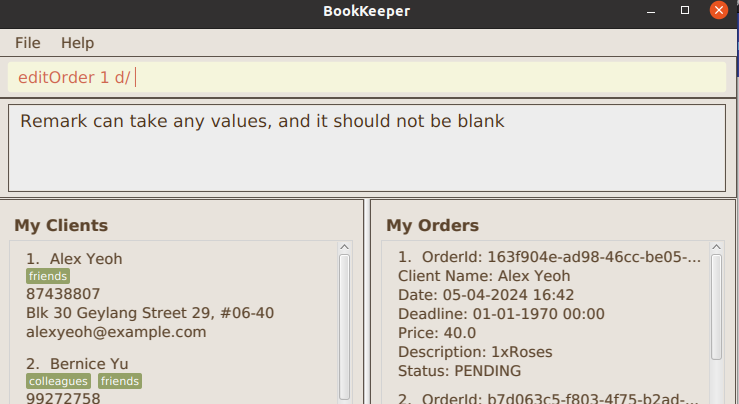 BookKeeper
File Help
editOrder 1 d/
Remark can take any values, and it should not be blank
My Clients
1. Alex Yeoh
friends
87438807
Blk 30 Geylang Street 29, #06-40
alexyeoh@example.com
2. Bernice Yu
colleagues friends
99272758
My Orders
1. OrderId: 163f904e-ad98-46cc-be05-...
Client Name: Alex Yeoh
Date: 05-04-2024 16:42
Deadline: 01-01-1970 00:00
Price: 40.0
Description: 1xRoses
Status: PENDING
2. OrderId: b7d063c5-f803-4f75-b2ad-...